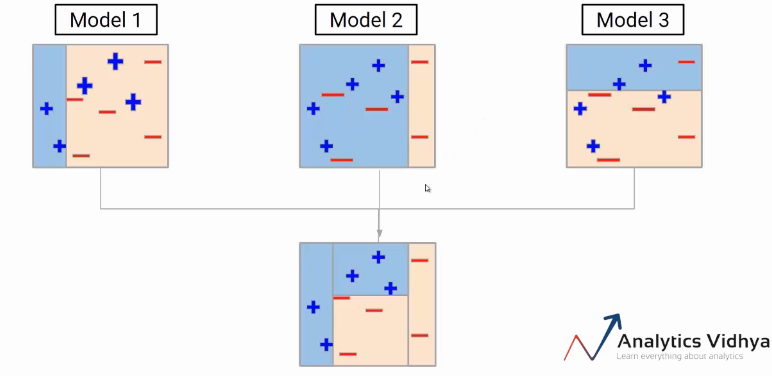 Model 1
Model 2
Model 3
Analytics Vidhya
Learn everything about analytics